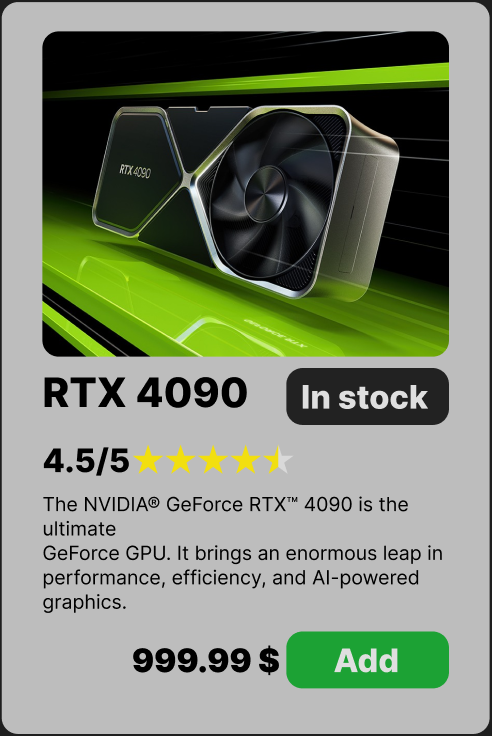 RTX 4090
RTX 4090
In stock
4.5/5
The NVIDIA® GeForce RTX™ 4090 is the
ultimate
GeForce GPU. It brings an enormous leap in
performance, efficiency, and AI-powered
graphics.
999.99 $
Add